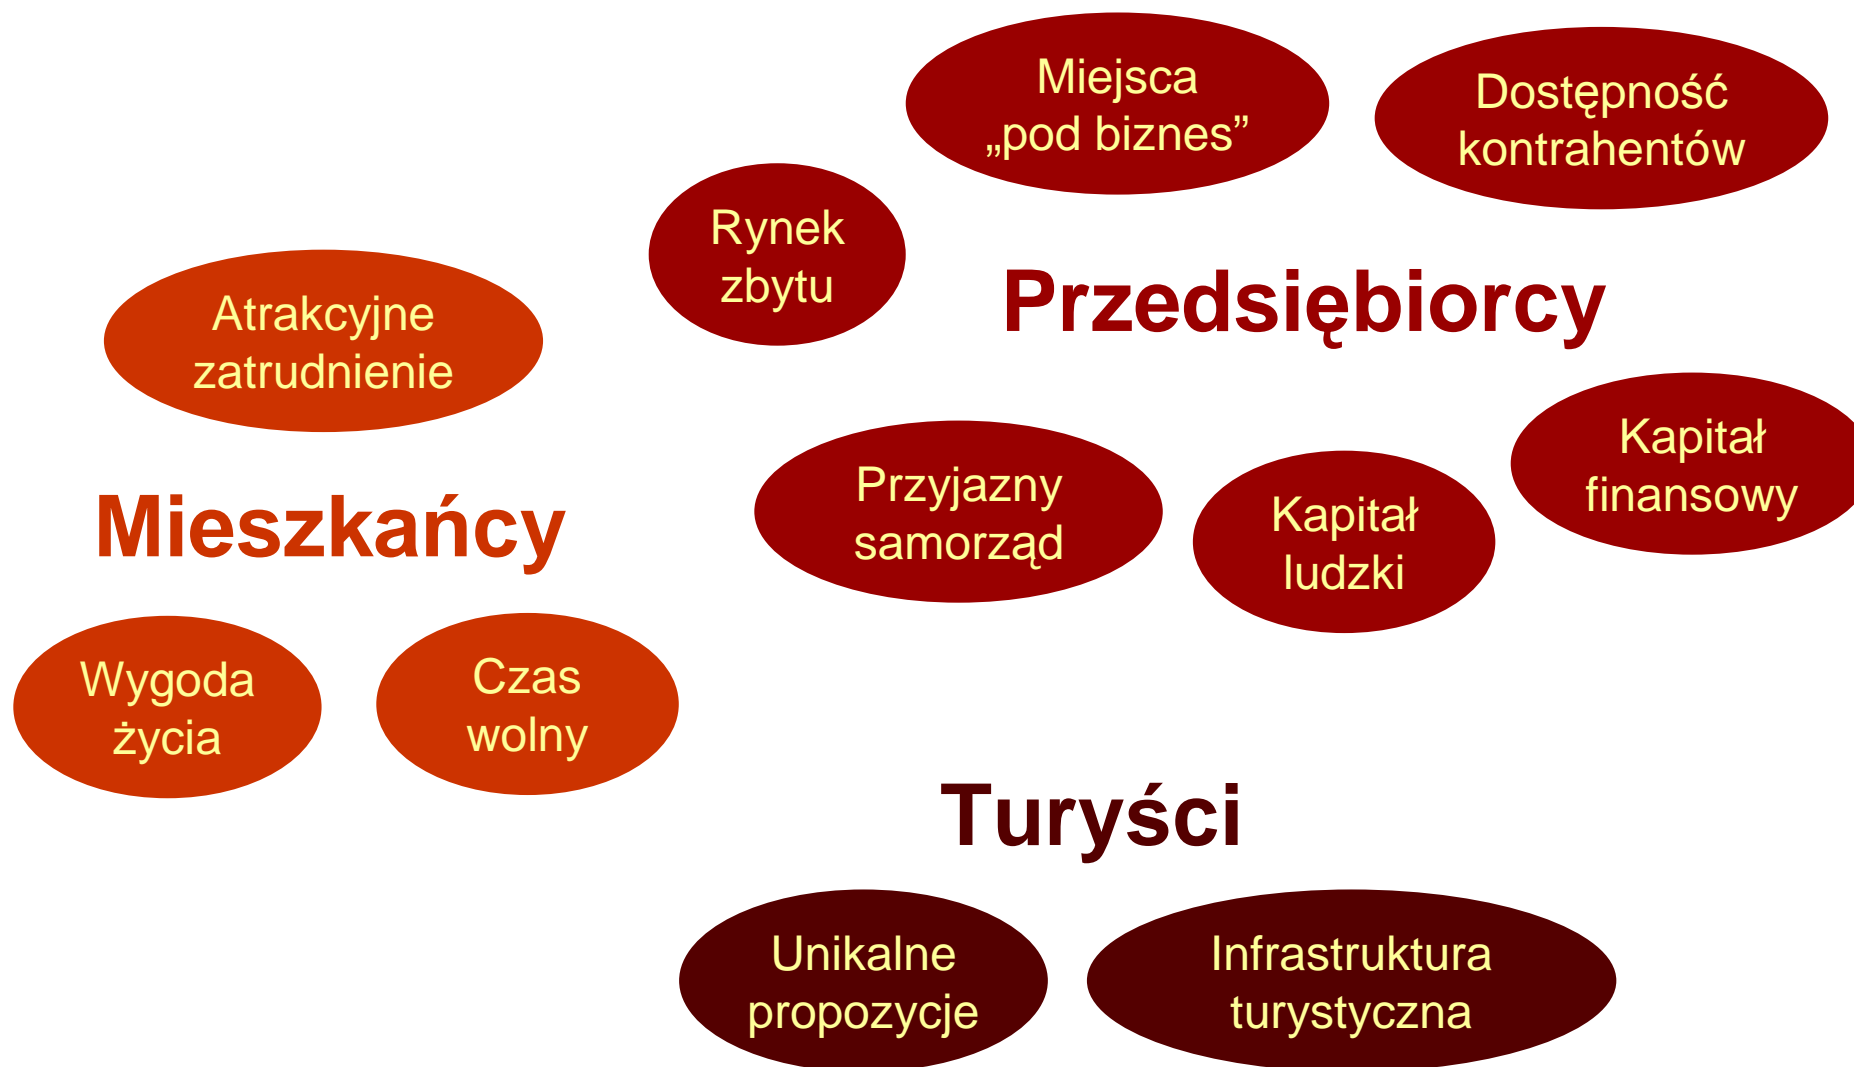 Miejsca
„pod biznes”
Dostępność
kontrahentów
Rynek
zbytu
Przedsiębiorcy
Atrakcyjne
zatrudnienie
Kapitał
finansowy
Przyjazny
samorząd
Kapitał
ludzki
Mieszkańcy
Wygoda
życia
Czas
wolny
Turyści
Unikalne
propozycje
Infrastruktura
turystyczna